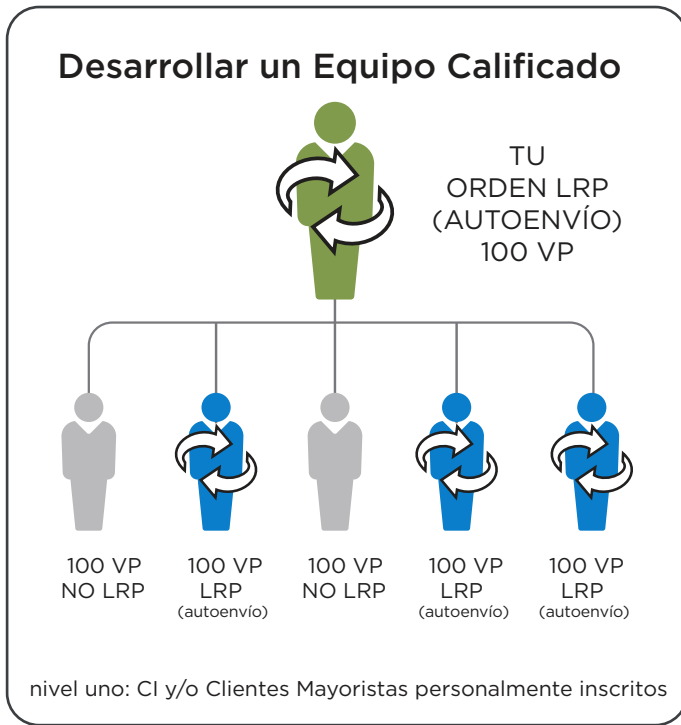 Desarrollar un Equipo Calificado
TU
ORDEN LRP
(AUTOENVÍO)
100 VP
100 VP
NO LRP
100 VP
LRP
(autoenvío)
100 VP
NO LRP
100 VP
LRP
(autoenvío)
100 VP
LRP
(autoenvío)
nivel uno: CI y/o Clientes Mayoristas personalmente inscritos